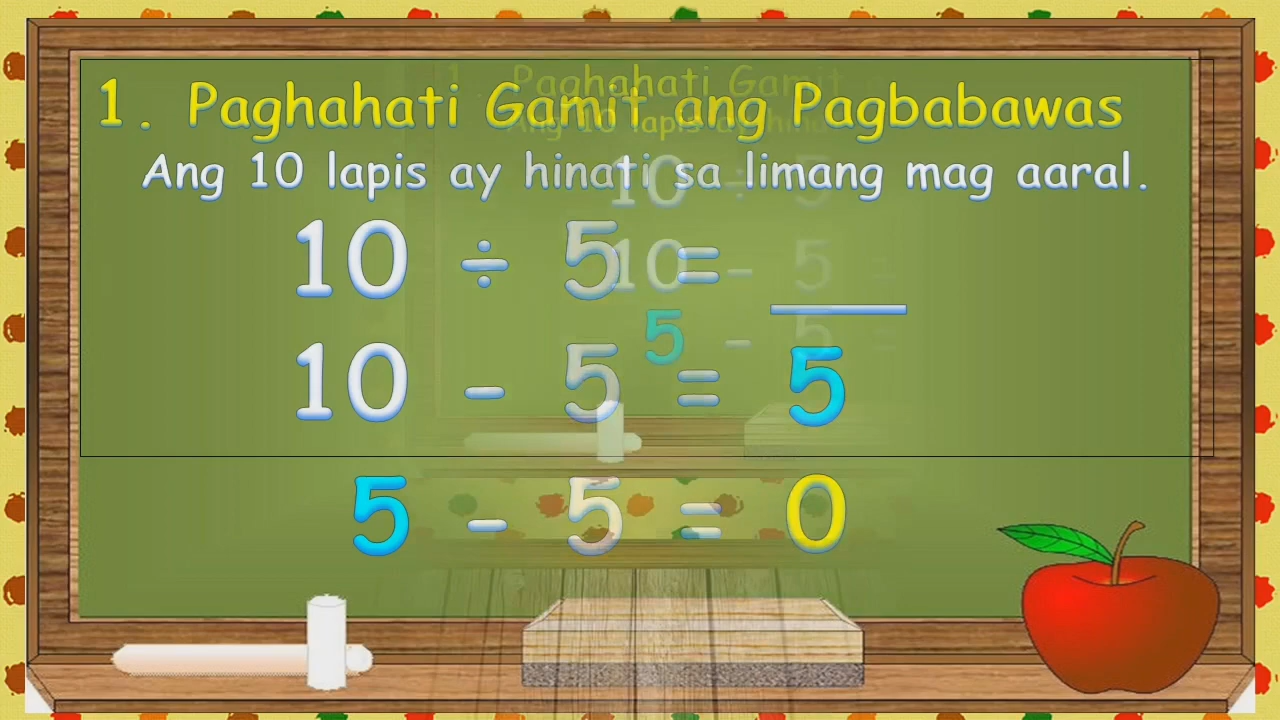 1. Paghahati Gamit ang Pagbabawas
Ang 10 lapis ay hinati sa limang mag aaral.
10 ÷ 5 = ____
10 - 5 = 5
5 - 5 = 0